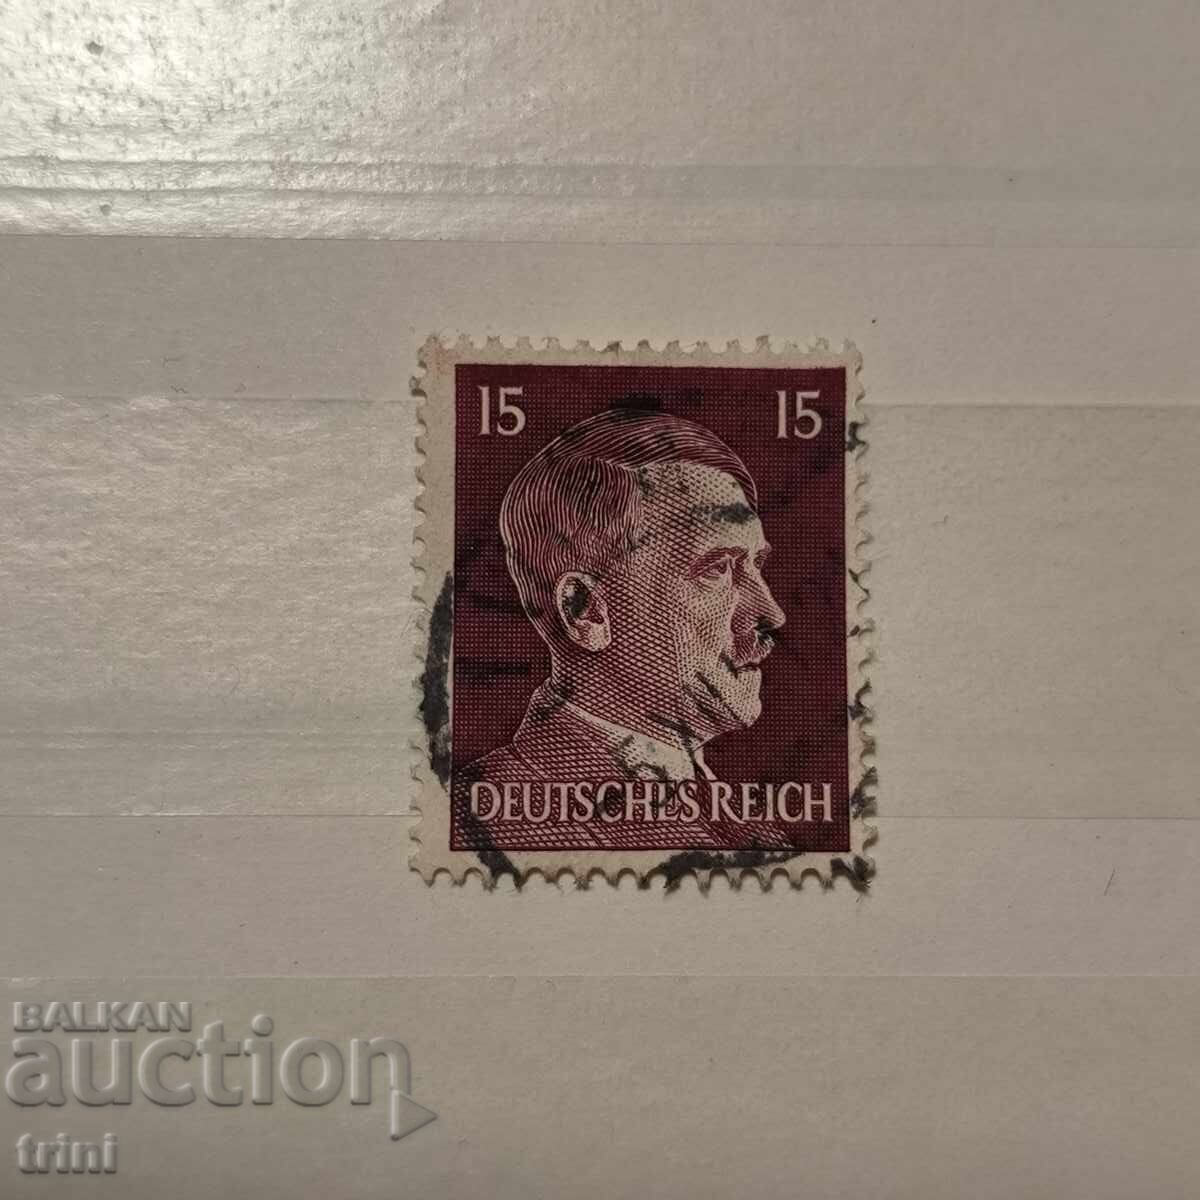 15 15
DEUTSCHES REICH
BALKAN
auction
trini